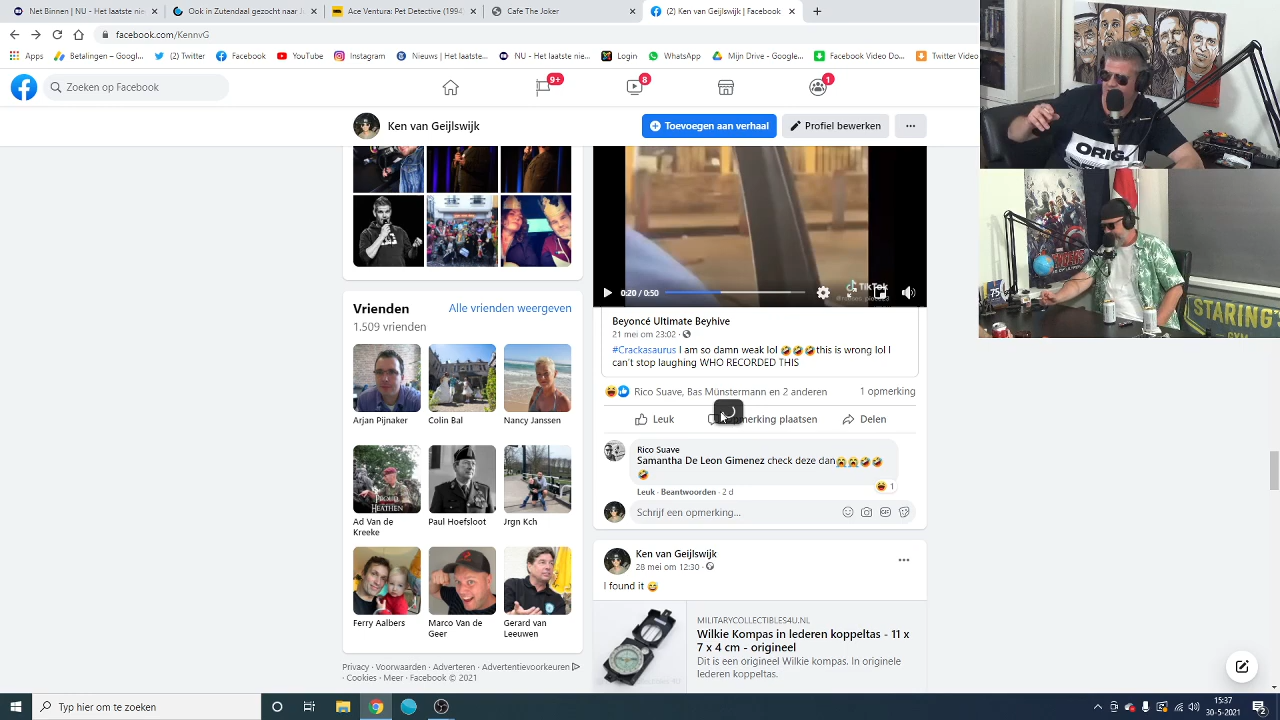 Net Binnen | NU - Het laatste nie
Ook in Zutendaal gezocht naar J
Ace Ventura: Pet Detective (1994
Cafe The Joker
(2) Ken van Geijlswijk | Facebook
facebook.com/KennvG
Apps
Betalingen – Googl...
(2) Twitter
Facebook
YouTube
Instagram
Nieuws | Het laatste...
NU - Het laatste nie...
Login
WhatsApp
Mijn Drive - Google...
Facebook Video Do...
Twitter Video
Zoeken op Facebook
9+
8
1
Ken van Geijlswijk
Toevoegen aan verhaal
Profiel bewerken
ORIG.
75
STARING
GYM
0:20 / 0:50
TikTok
Vrienden
Alle vrienden weergeven
1.509 vrienden
Arjan Pijnaker
Colin Bal
Nancy Janssen
PROUD
HEATHEN
Ad Van de
Kreeke
Paul Hoefsloot
Jrgn Kch
Ferry Aalbers
Marco Van de
Geer
Gerard van
Leeuwen
Privacy · Voorwaarden · Adverteren · Advertentievoorkeuren
· Cookies · Meer · Facebook © 2021
Beyoncé Ultimate Beyhive
21 mei om 23:02
#Crackasaurus I am so damn weak lol 🤣🤣🤣this is wrong lol I
can't stop laughing WHO RECORDED THIS
Rico Suave, Bas Münstermann en 2 anderen
1 opmerking
Leuk
plaatsen
Delen
Rico Suave
Samantha De Leon Gimenez check deze dan😭😭🤣🤣
🤣
1
Leuk · Beantwoorden · 2 d
Schrijf een opmerking...
Ken van Geijlswijk
28 mei om 12:30
I found it 😅
MILITARYCOLLECTIBLES4U.NL
Wilkie Kompas in lederen koppeltas - 11 x
7 x 4 cm - origineel
Dit is een origineel Wilkie kompas. In originele
lederen koppeltas.
Typ hier om te zoeken
15:37
30-5-2021
2